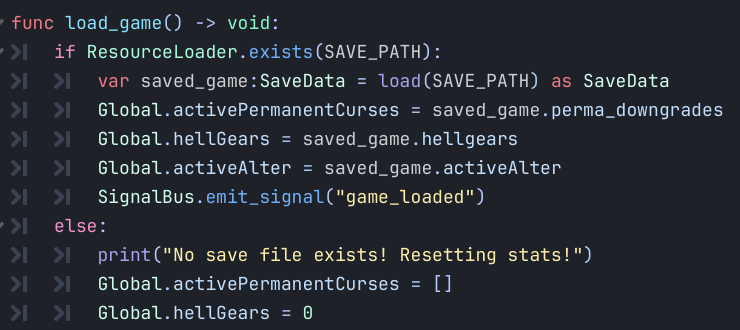 func load_game() -> void:
if ResourceLoader.exists(SAVE_PATH):
var saved_game:SaveData = load(SAVE_PATH) as SaveData
Global.activePermanentCurses = saved_game.perma_downgrades
Global.hellGears = saved_game.hellgears
Global.activeAlter = saved_game.activeAlter
SignalBus.emit_signal("game_loaded")
else:
print("No save file exists! Resetting stats!")
Global.activePermanentCurses = []
Global.hellGears = 0